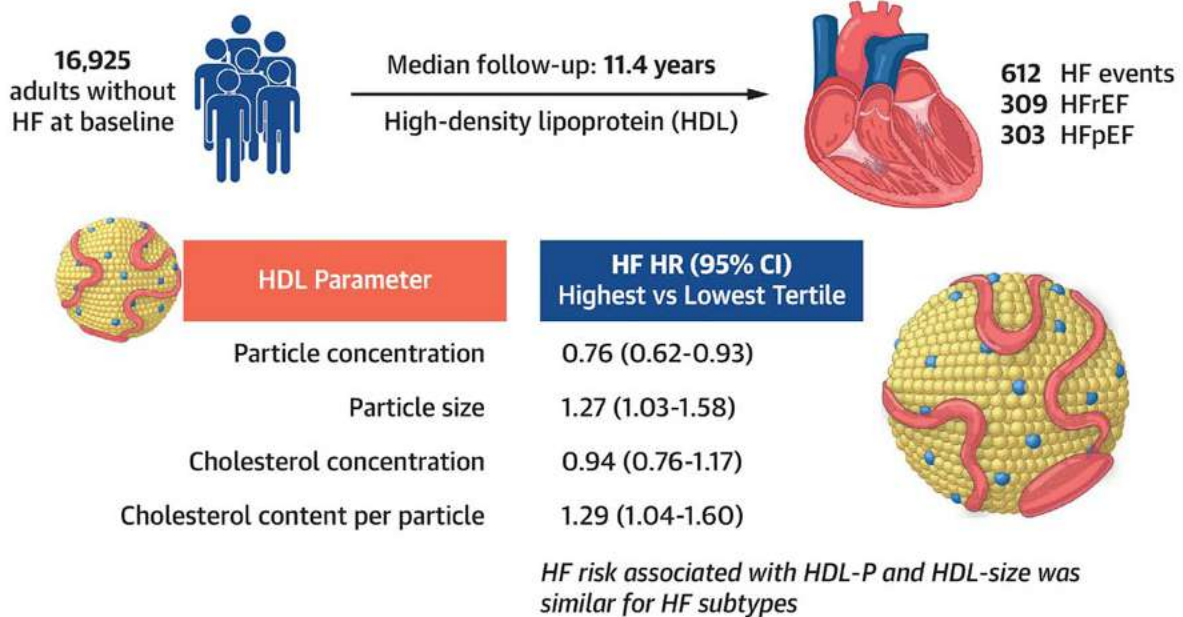 16,925
adults without
HF at baseline
Median follow-up: 11.4 years
High-density lipoprotein (HDL)
612 HF events
309 HFrEF
303 HFpEF
HDL Parameter
HF HR (95% CI)
Highest vs Lowest Tertile
Particle concentration 0.76 (0.62-0.93)
Particle size 1.27 (1.03-1.58)
Cholesterol concentration 0.94 (0.76-1.17)
Cholesterol content per particle 1.29 (1.04-1.60)
HF risk associated with HDL-P and HDL-size was
similar for HF subtypes